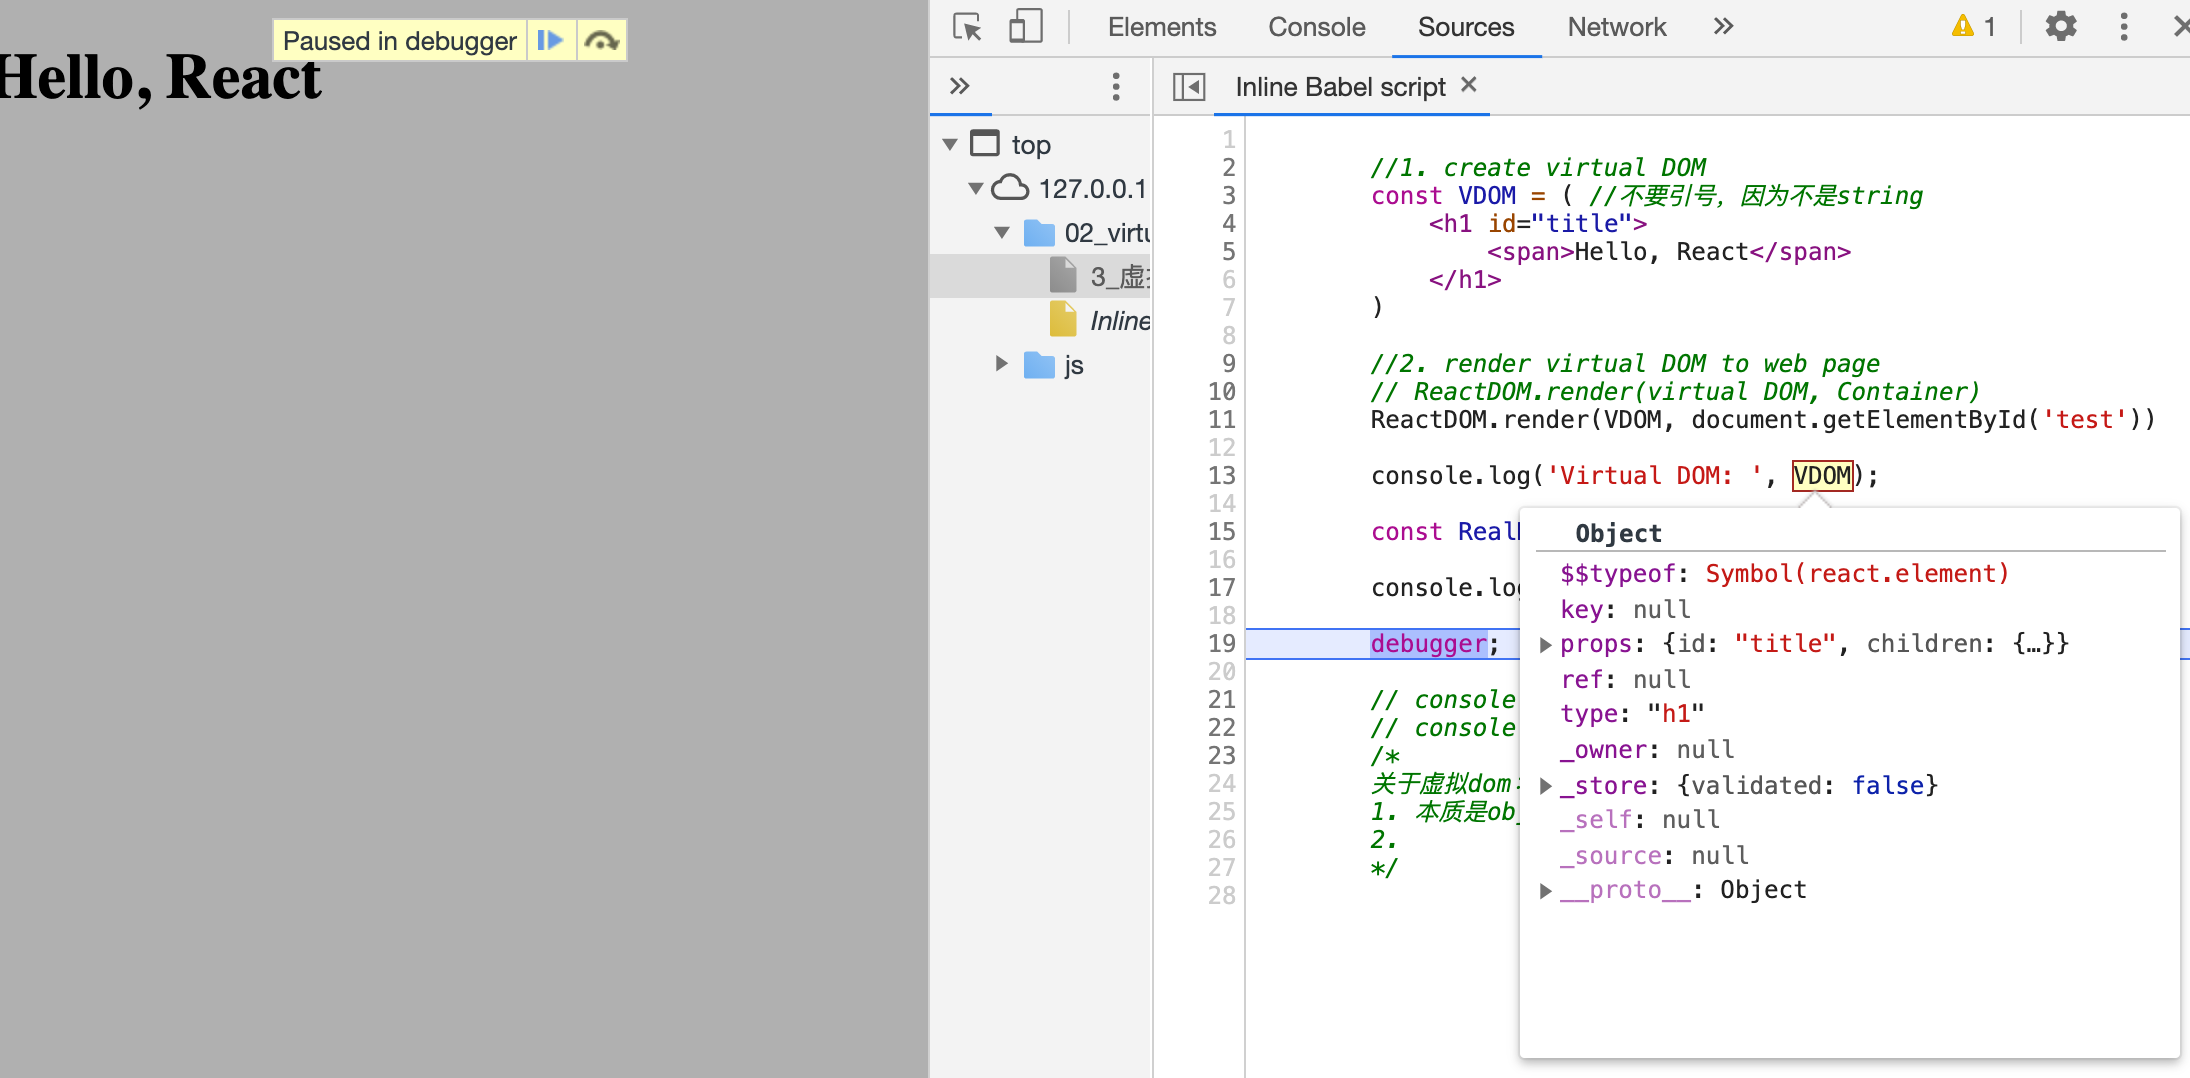 Paused in debugger
Hello, React
Elements Console Sources Network » 1
» Inline Babel script ×
top
127.0.0.1
02_virtu
3_虚
Inline
js
1
2 //1. create virtual DOM
3 const VDOM = ( //不要引号，因为不是string
4 <h1 id="title">
5 <span>Hello, React</span>
6 </h1>
7 )
8
9 //2. render virtual DOM to web page
10 // ReactDOM.render(virtual DOM, Container)
11 ReactDOM.render(VDOM, document.getElementById('test'))
12
13 console.log('Virtual DOM: ', VDOM);
14
15 const Real
16
17 console.log
18
19 debugger;
20
21 // console
22 // console
23 /*
24 关于虚拟dom
25 1. 本质是ob
26 2.
27 */
28
Object
$$typeof: Symbol(react.element)
key: null
props: {id: "title", children: {…}}
ref: null
type: "h1"
_owner: null
_store: {validated: false}
_self: null
_source: null
__proto__: Object